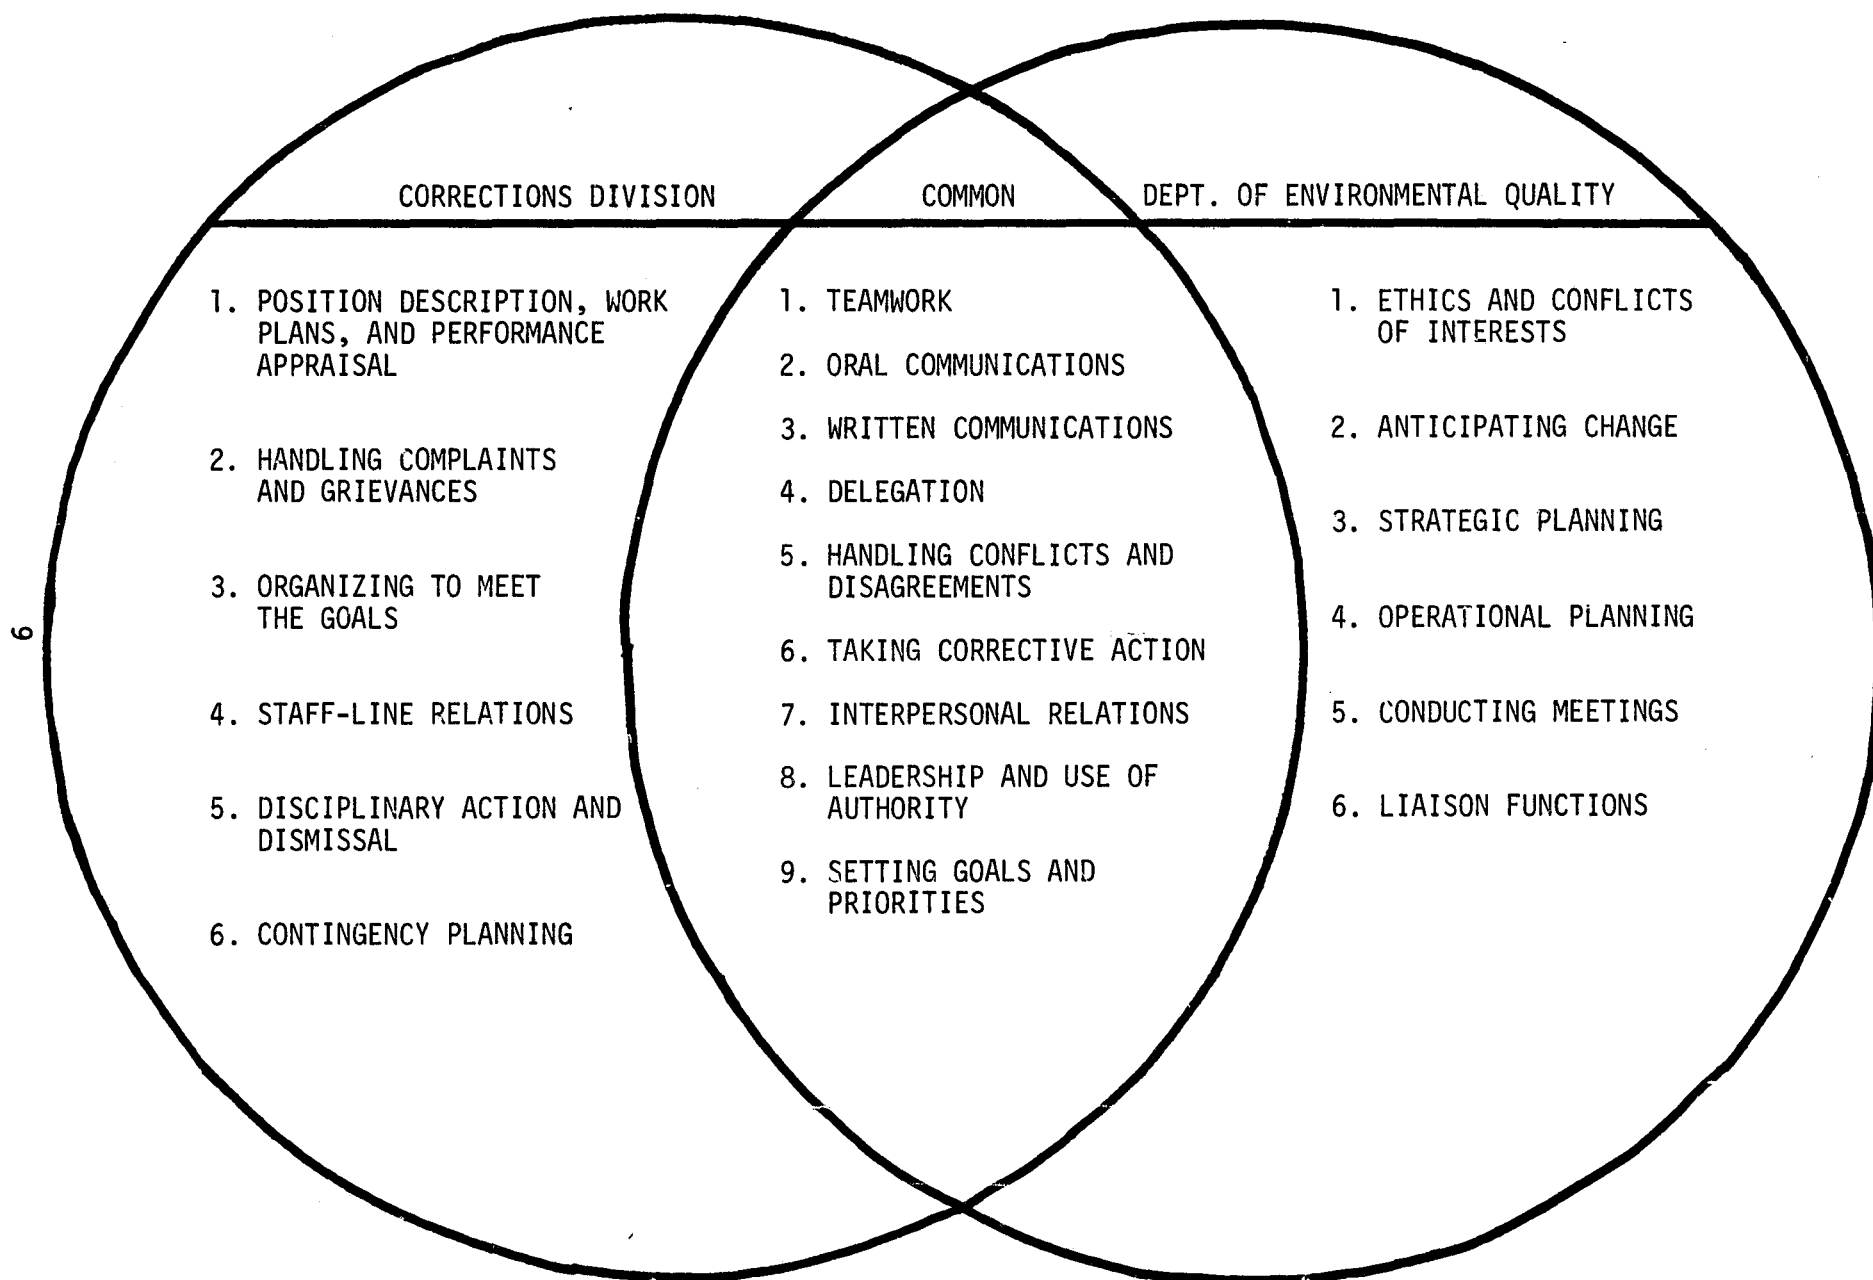 CORRECTIONS DIVISION
COMMON
DEPT. OF ENVIRONMENTAL QUALITY
1. POSITION DESCRIPTION, WORK
PLANS, AND PERFORMANCE
APPRAISAL
2. HANDLING COMPLAINTS
AND GRIEVANCES
3. ORGANIZING TO MEET
THE GOALS
4. STAFF-LINE RELATIONS
5. DISCIPLINARY ACTION AND
DISMISSAL
6. CONTINGENCY PLANNING
1. TEAMWORK
2. ORAL COMMUNICATIONS
3. WRITTEN COMMUNICATIONS
4. DELEGATION
5. HANDLING CONFLICTS AND
DISAGREEMENTS
6. TAKING CORRECTIVE ACTION
7. INTERPERSONAL RELATIONS
8. LEADERSHIP AND USE OF
AUTHORITY
9. SETTING GOALS AND
PRIORITIES
1. ETHICS AND CONFLICTS
OF INTERESTS
2. ANTICIPATING CHANGE
3. STRATEGIC PLANNING
4. OPERATIONAL PLANNING
5. CONDUCTING MEETINGS
6. LIAISON FUNCTIONS
6